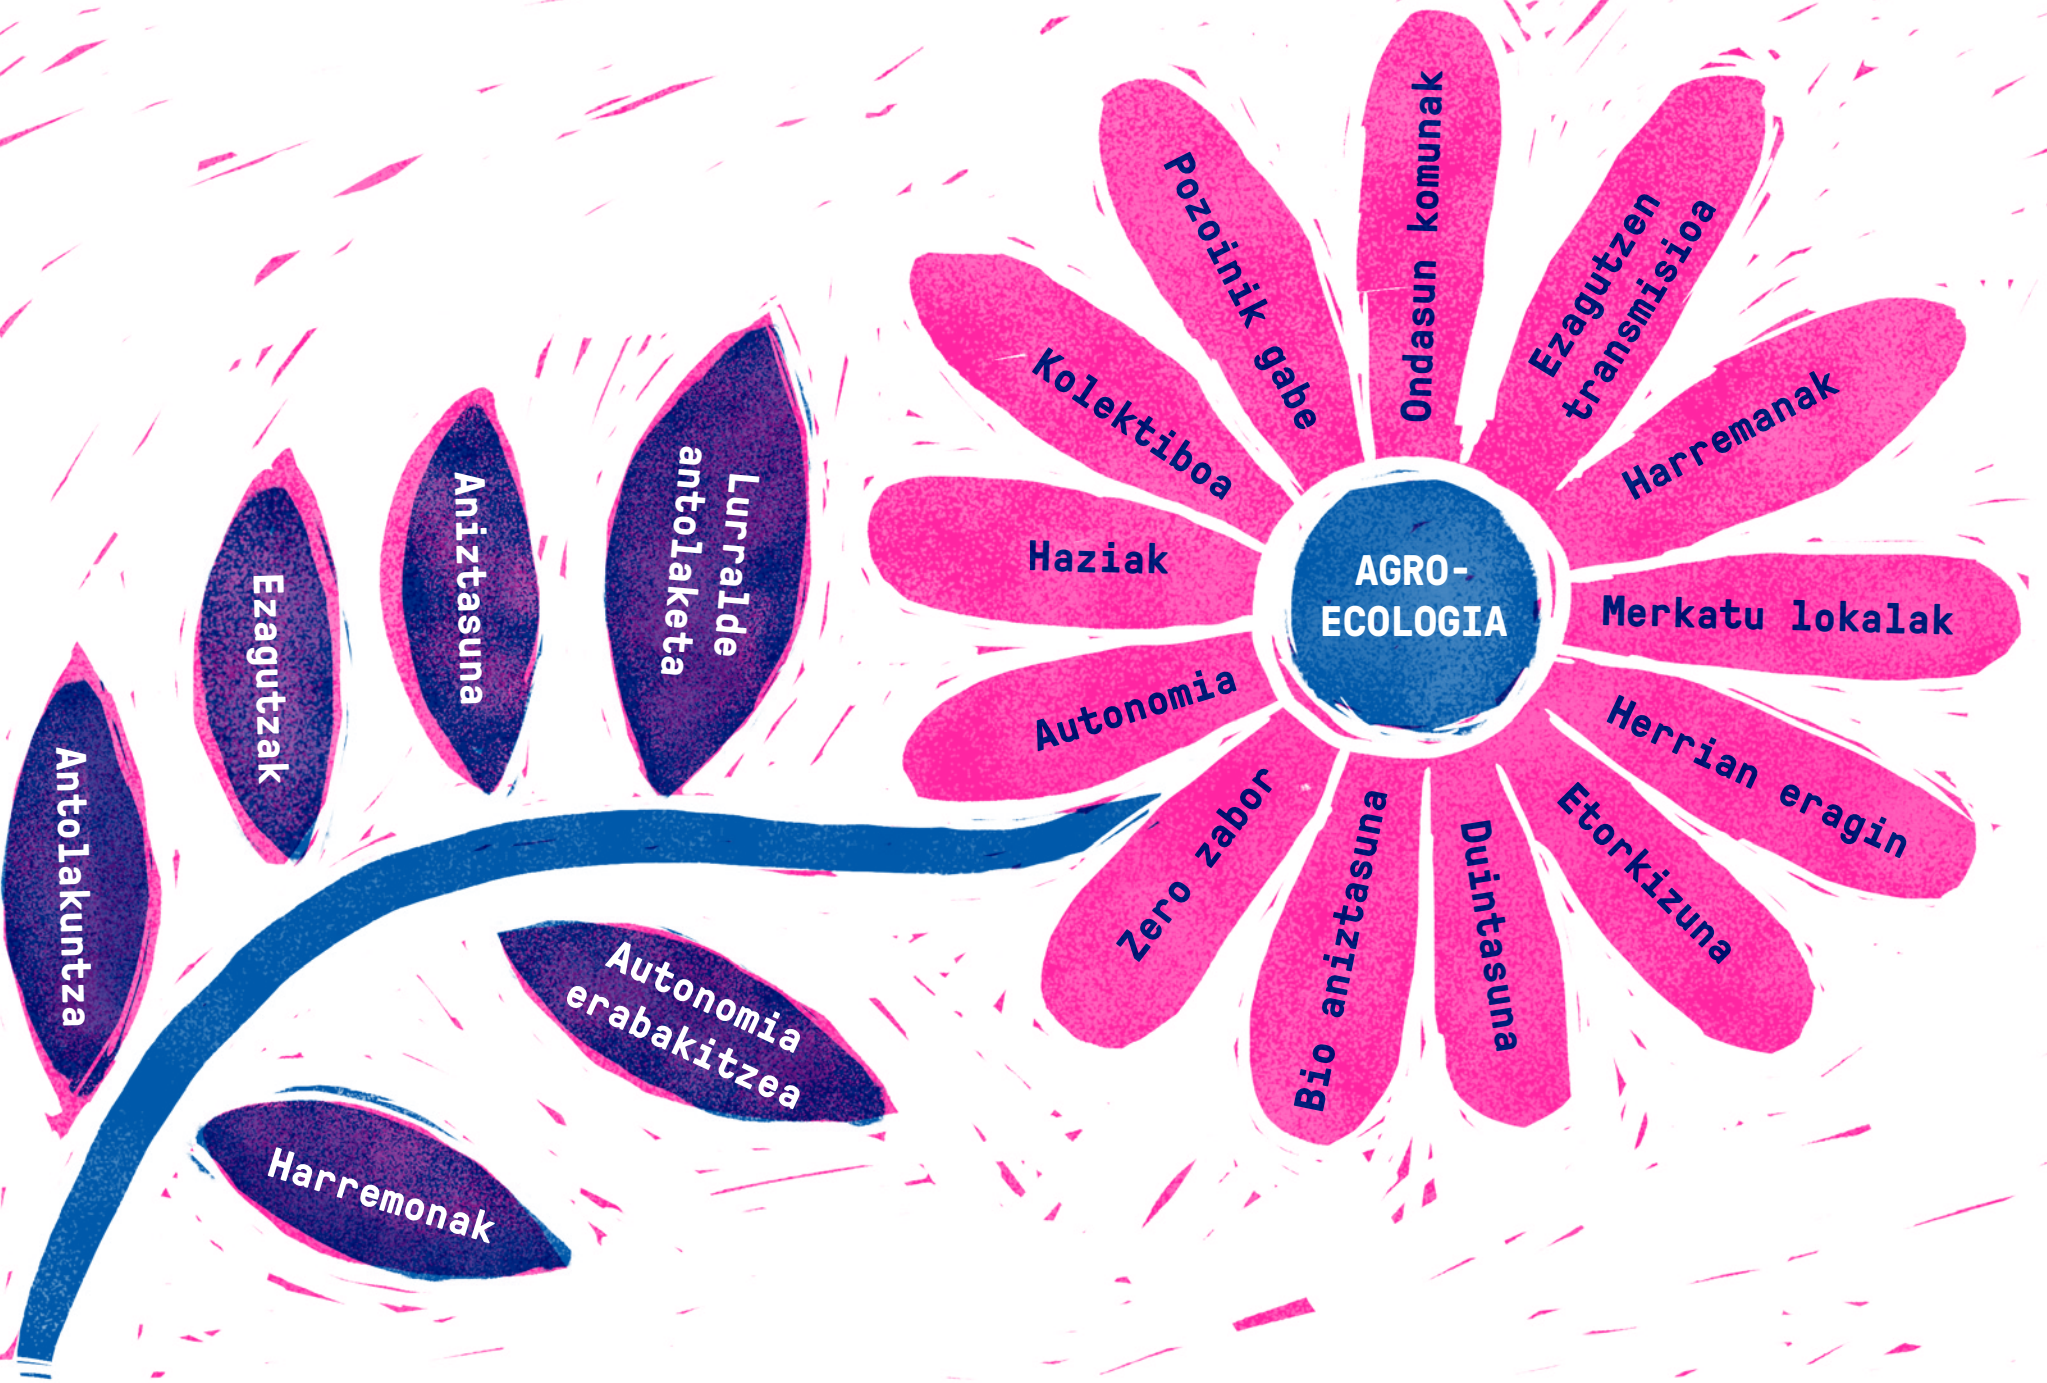 Antolakuntza
Ezagutzak
Aniztasuna
Lurralde
antolaketa
Autonomia
erabakitzea
Harremonak
AGRO-
ECOLOGIA
Ondasun komunak
Ezagutzen
transmisioa
Harremanak
Merkatu lokalak
Herrian eragin
Etorkizuna
Duintasuna
Bio aniztasuna
Zero zabor
Autonomia
Haziak
Kolektiboa
Pozoinik gabe